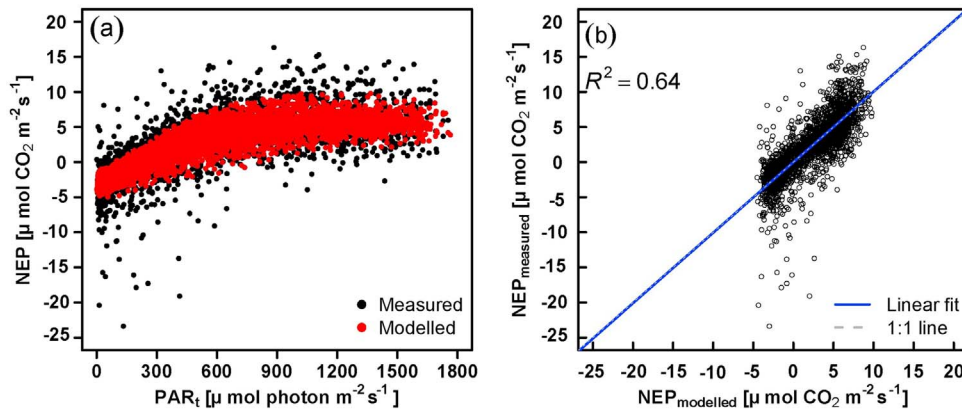 (a)
NEP [µ mol CO₂ m⁻² s⁻¹]
20
15
10
5
0
-5
-10
-15
-20
-25
Measured
Modelled
0 300 600 900 1200 1500 1800
PARₜ [µ mol photon m⁻² s⁻¹]
(b)
R² = 0.64
NEPmeasured [µ mol CO₂ m⁻² s⁻¹]
20
15
10
5
0
-5
-10
-15
-20
-25
Linear fit
1:1 line
-25 -20 -15 -10 -5 0 5 10 15 20
NEPmodelled [µ mol CO₂ m⁻² s⁻¹]